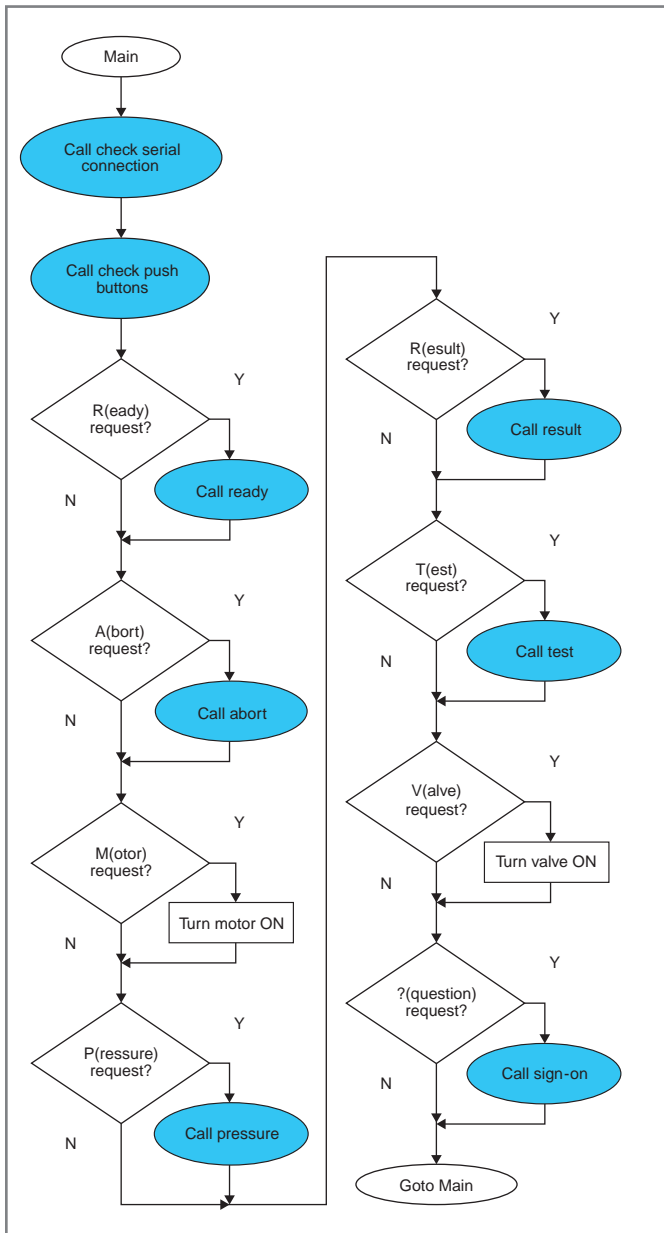 Main
Call check serial
connection
Call check push
buttons
R(eady)
request?
Y
N
Call ready
A(bort)
request?
Y
N
Call abort
M(otor)
request?
Y
N
Turn motor ON
P(ressure)
request?
Y
N
Call pressure
R(esult)
request?
Y
N
Call result
T(est)
request?
Y
N
Call test
V(alve)
request?
Y
N
Turn valve ON
?(question)
request?
Y
N
Call sign-on
Goto Main